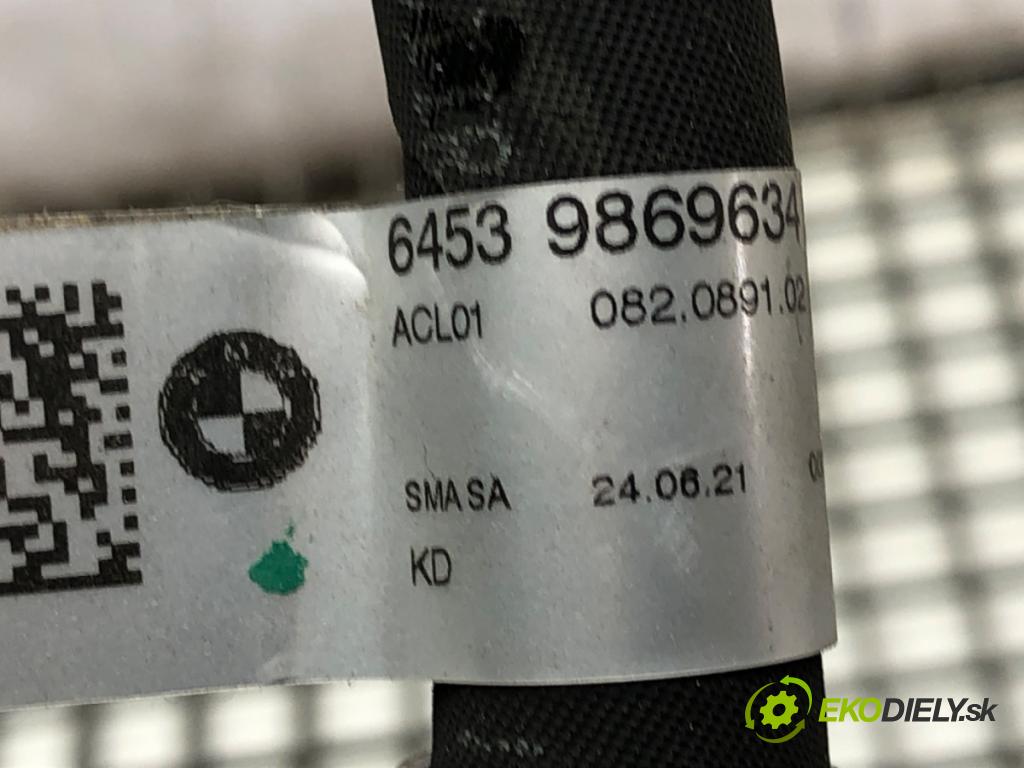 6453 9869634
ACL01 082.0891.02
SMA SA 24.06.21
KD
EKODIELY.sk